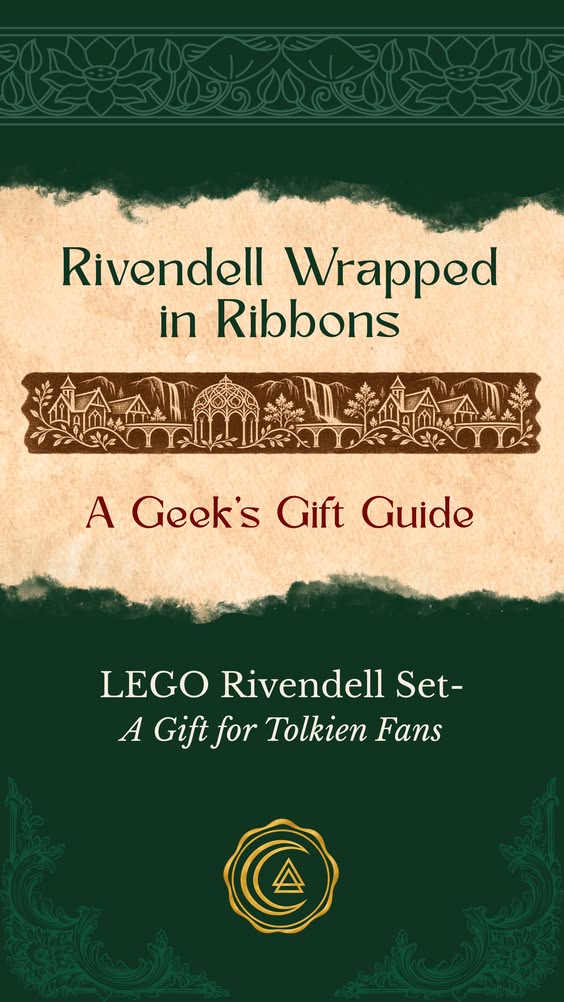 Rivendell Wrapped
in Ribbons
A Geek's Gift Guide
LEGO Rivendell Set-
A Gift for Tolkien Fans